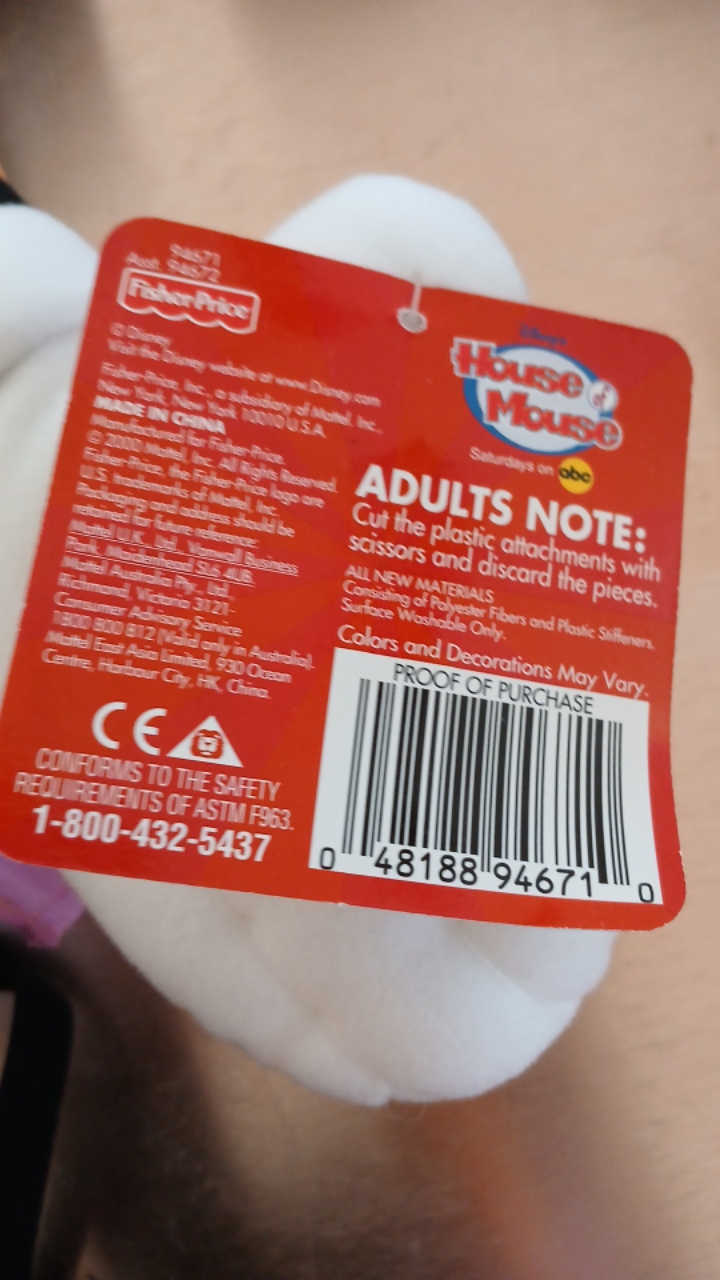 94671
Asst. 94672
Fisher-Price
© Disney
Visit the Disney website at www.Disney.com
Fisher-Price, Inc., a subsidiary of Mattel, Inc.,
New York, New York 10010 U.S.A.
MADE IN CHINA
Manufactured for Fisher-Price.
© 2000 Mattel, Inc. All Rights Reserved.
Fisher-Price, the Fisher-Price logo are
U.S. trademarks of Mattel, Inc.
Packaging and address should be
retained for future reference:
Mattel U.K., Ltd., Vanwall Business
Park, Maidenhead SL6 4UB.
Mattel Australia Pty., Ltd.
Richmond, Victoria 3121-
Consumer Advisory Service
1800 800 812 (Valid only in Australia).
Mattel East Asia Limited, 930 Ocean
Centre, Harbour City, HK, China.
CE
CONFORMS TO THE SAFETY
REQUIREMENTS OF ASTM F963.
1-800-432-5437
Disney's
House of
Mouse
Saturdays on abc
ADULTS NOTE:
Cut the plastic attachments with
scissors and discard the pieces.
ALL NEW MATERIALS
Consisting of Polyester Fibers and Plastic Stiffeners.
Surface Washable Only.
Colors and Decorations May Vary.
PROOF OF PURCHASE
0 48188 94671 0